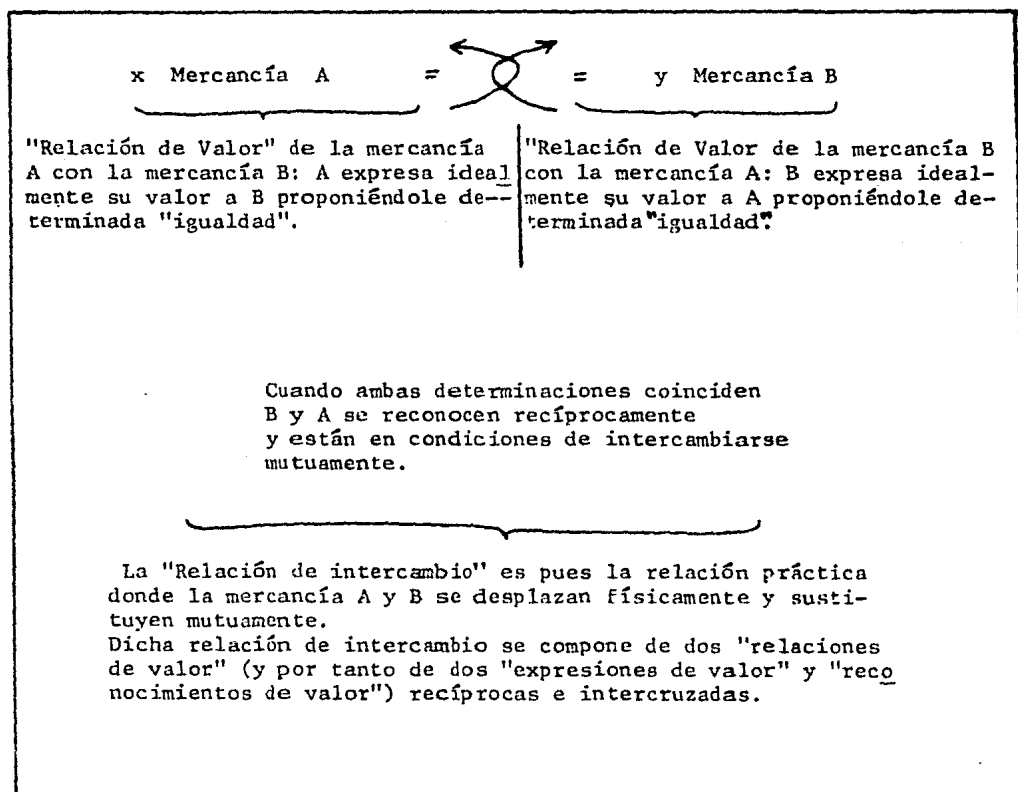 x Mercancía A = = y Mercancía B
"Relación de Valor" de la mercancía
A con la mercancía B: A expresa ideal
mente su valor a B proponiéndole de--
terminada "igualdad".
"Relación de Valor de la mercancía B
con la mercancía A: B expresa ideal-
mente su valor a A proponiéndole de-
terminada "igualdad".
Cuando ambas determinaciones coinciden
B y A se reconocen recíprocamente
y están en condiciones de intercambiarse
mutuamente.
La "Relación de intercambio" es pues la relación práctica
donde la mercancía A y B se desplazan físicamente y susti-
tuyen mutuamente.
Dicha relación de intercambio se compone de dos "relaciones
de valor" (y por tanto de dos "expresiones de valor" y "reco
nocimientos de valor") recíprocas e intercruzadas.